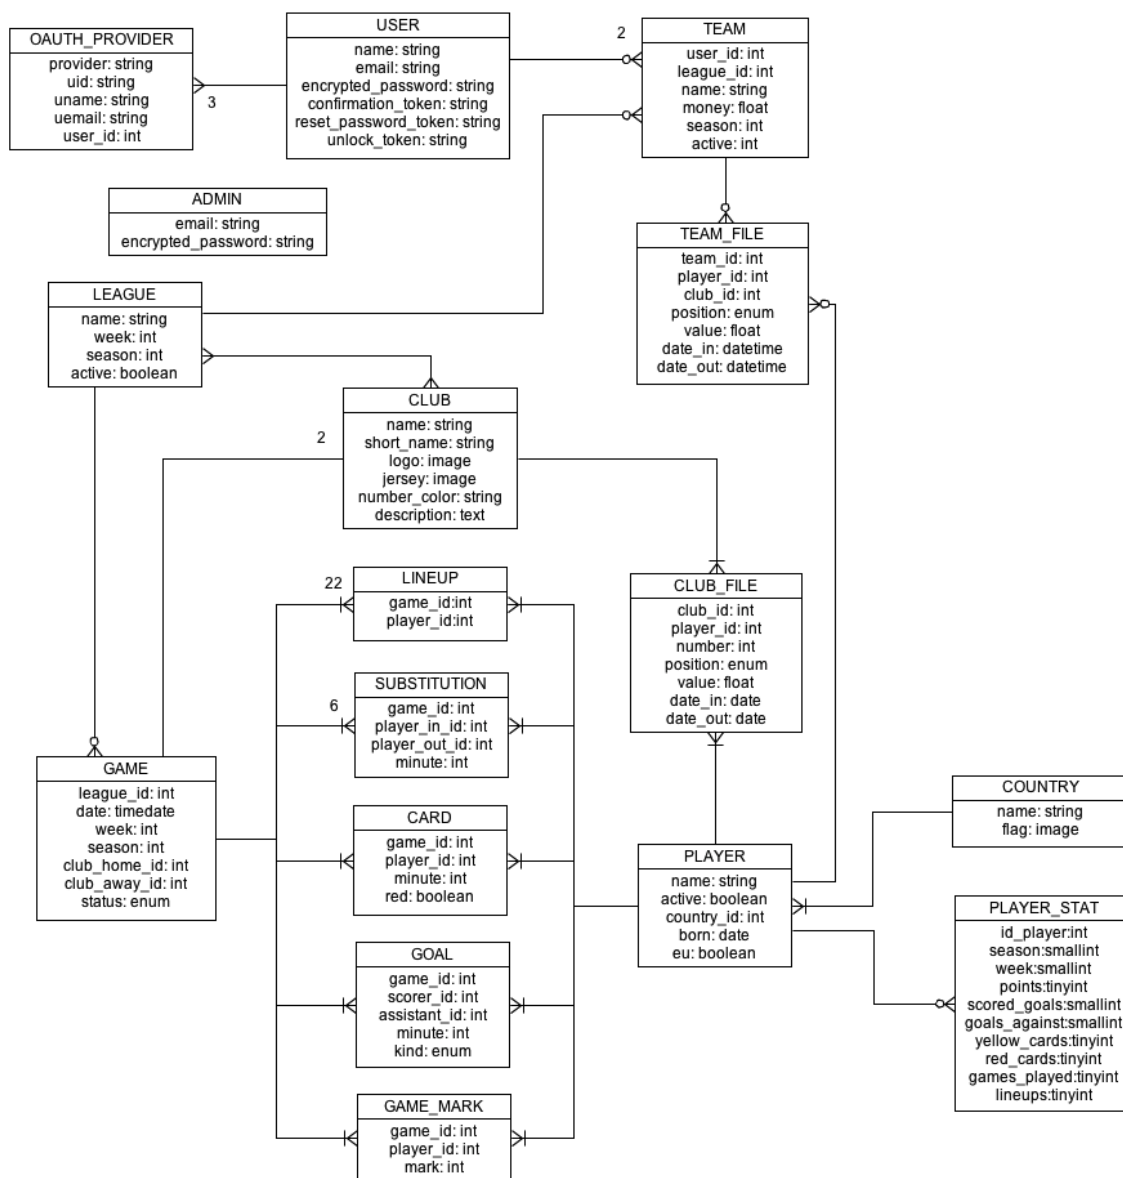 OAUTH_PROVIDER
provider: string
uid: string
uname: string
uemail: string
user_id: int
3
USER
name: string
email: string
encrypted_password: string
confirmation_token: string
reset_password_token: string
unlock_token: string
2
TEAM
user_id: int
league_id: int
name: string
money: float
season: int
active: int
ADMIN
email: string
encrypted_password: string
TEAM_FILE
team_id: int
player_id: int
club_id: int
position: enum
value: float
date_in: datetime
date_out: datetime
LEAGUE
name: string
week: int
season: int
active: boolean
2
CLUB
name: string
short_name: string
logo: image
jersey: image
number_color: string
description: text
22
LINEUP
game_id:int
player_id:int
CLUB_FILE
club_id: int
player_id: int
number: int
position: enum
value: float
date_in: date
date_out: date
6
SUBSTITUTION
game_id: int
player_in_id: int
player_out_id: int
minute: int
GAME
league_id: int
date: timedate
week: int
season: int
club_home_id: int
club_away_id: int
status: enum
CARD
game_id: int
player_id: int
minute: int
red: boolean
PLAYER
name: string
active: boolean
country_id: int
born: date
eu: boolean
COUNTRY
name: string
flag: image
PLAYER_STAT
id_player:int
season:smallint
week:smallint
points:tinyint
scored_goals:smallint
goals_against:smallint
yellow_cards:tinyint
red_cards:tinyint
games_played:tinyint
lineups:tinyint
GOAL
game_id: int
scorer_id: int
assistant_id: int
minute: int
kind: enum
GAME_MARK
game_id: int
player_id: int
mark: int